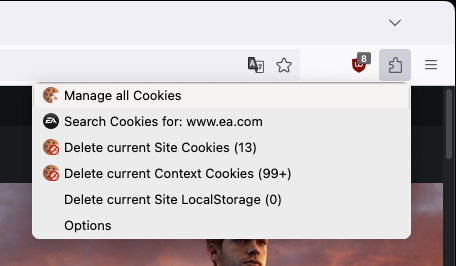 8
Manage all Cookies
EA Search Cookies for: www.ea.com
Delete current Site Cookies (13)
Delete current Context Cookies (99+)
Delete current Site LocalStorage (0)
Options